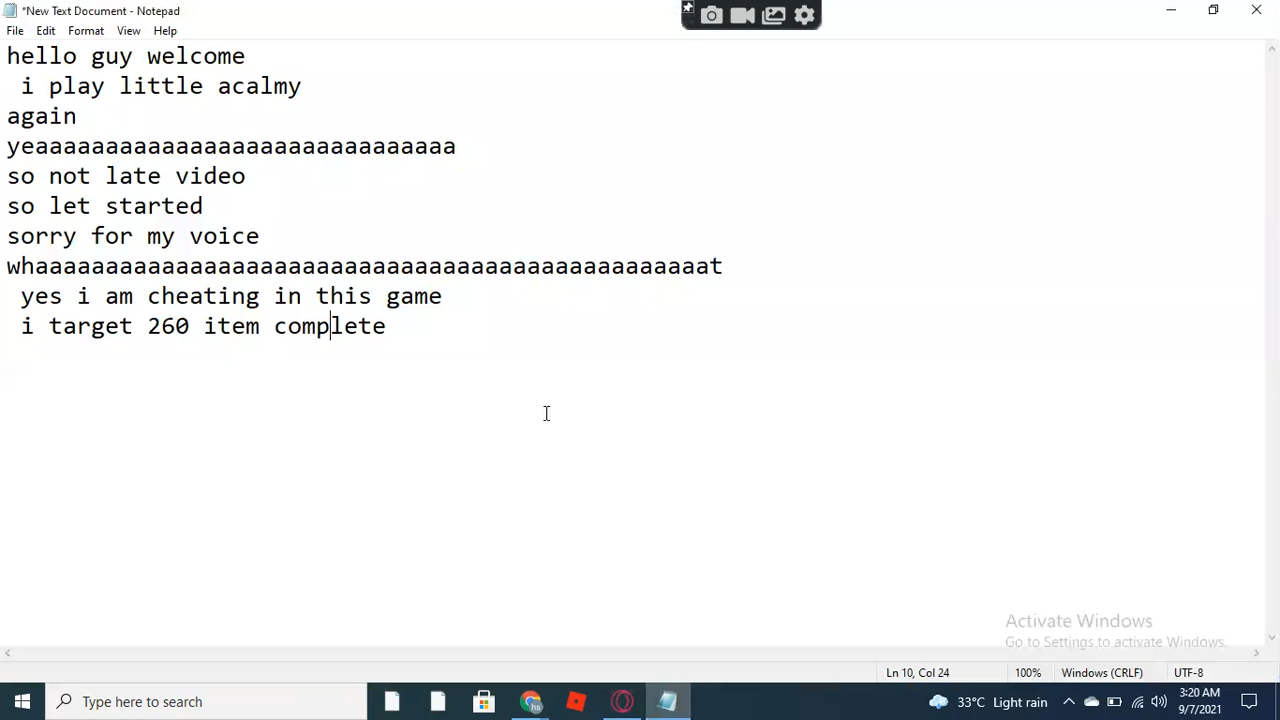 *New Text Document - Notepad
File Edit Format View Help
hello guy welcome
i play little acalmy
again
yeaaaaaaaaaaaaaaaaaaaaaaaaaaaaaa
so not late video
so let started
sorry for my voice
whaaaaaaaaaaaaaaaaaaaaaaaaaaaaaaaaaaaaaaaaaaaaaaaat
yes i am cheating in this game
i target 260 item complete
Activate Windows
Go to Settings to activate Windows.
Ln 10, Col 24 100% Windows (CRLF) UTF-8
Type here to search
hs
33°C Light rain
3:20 AM
9/7/2021